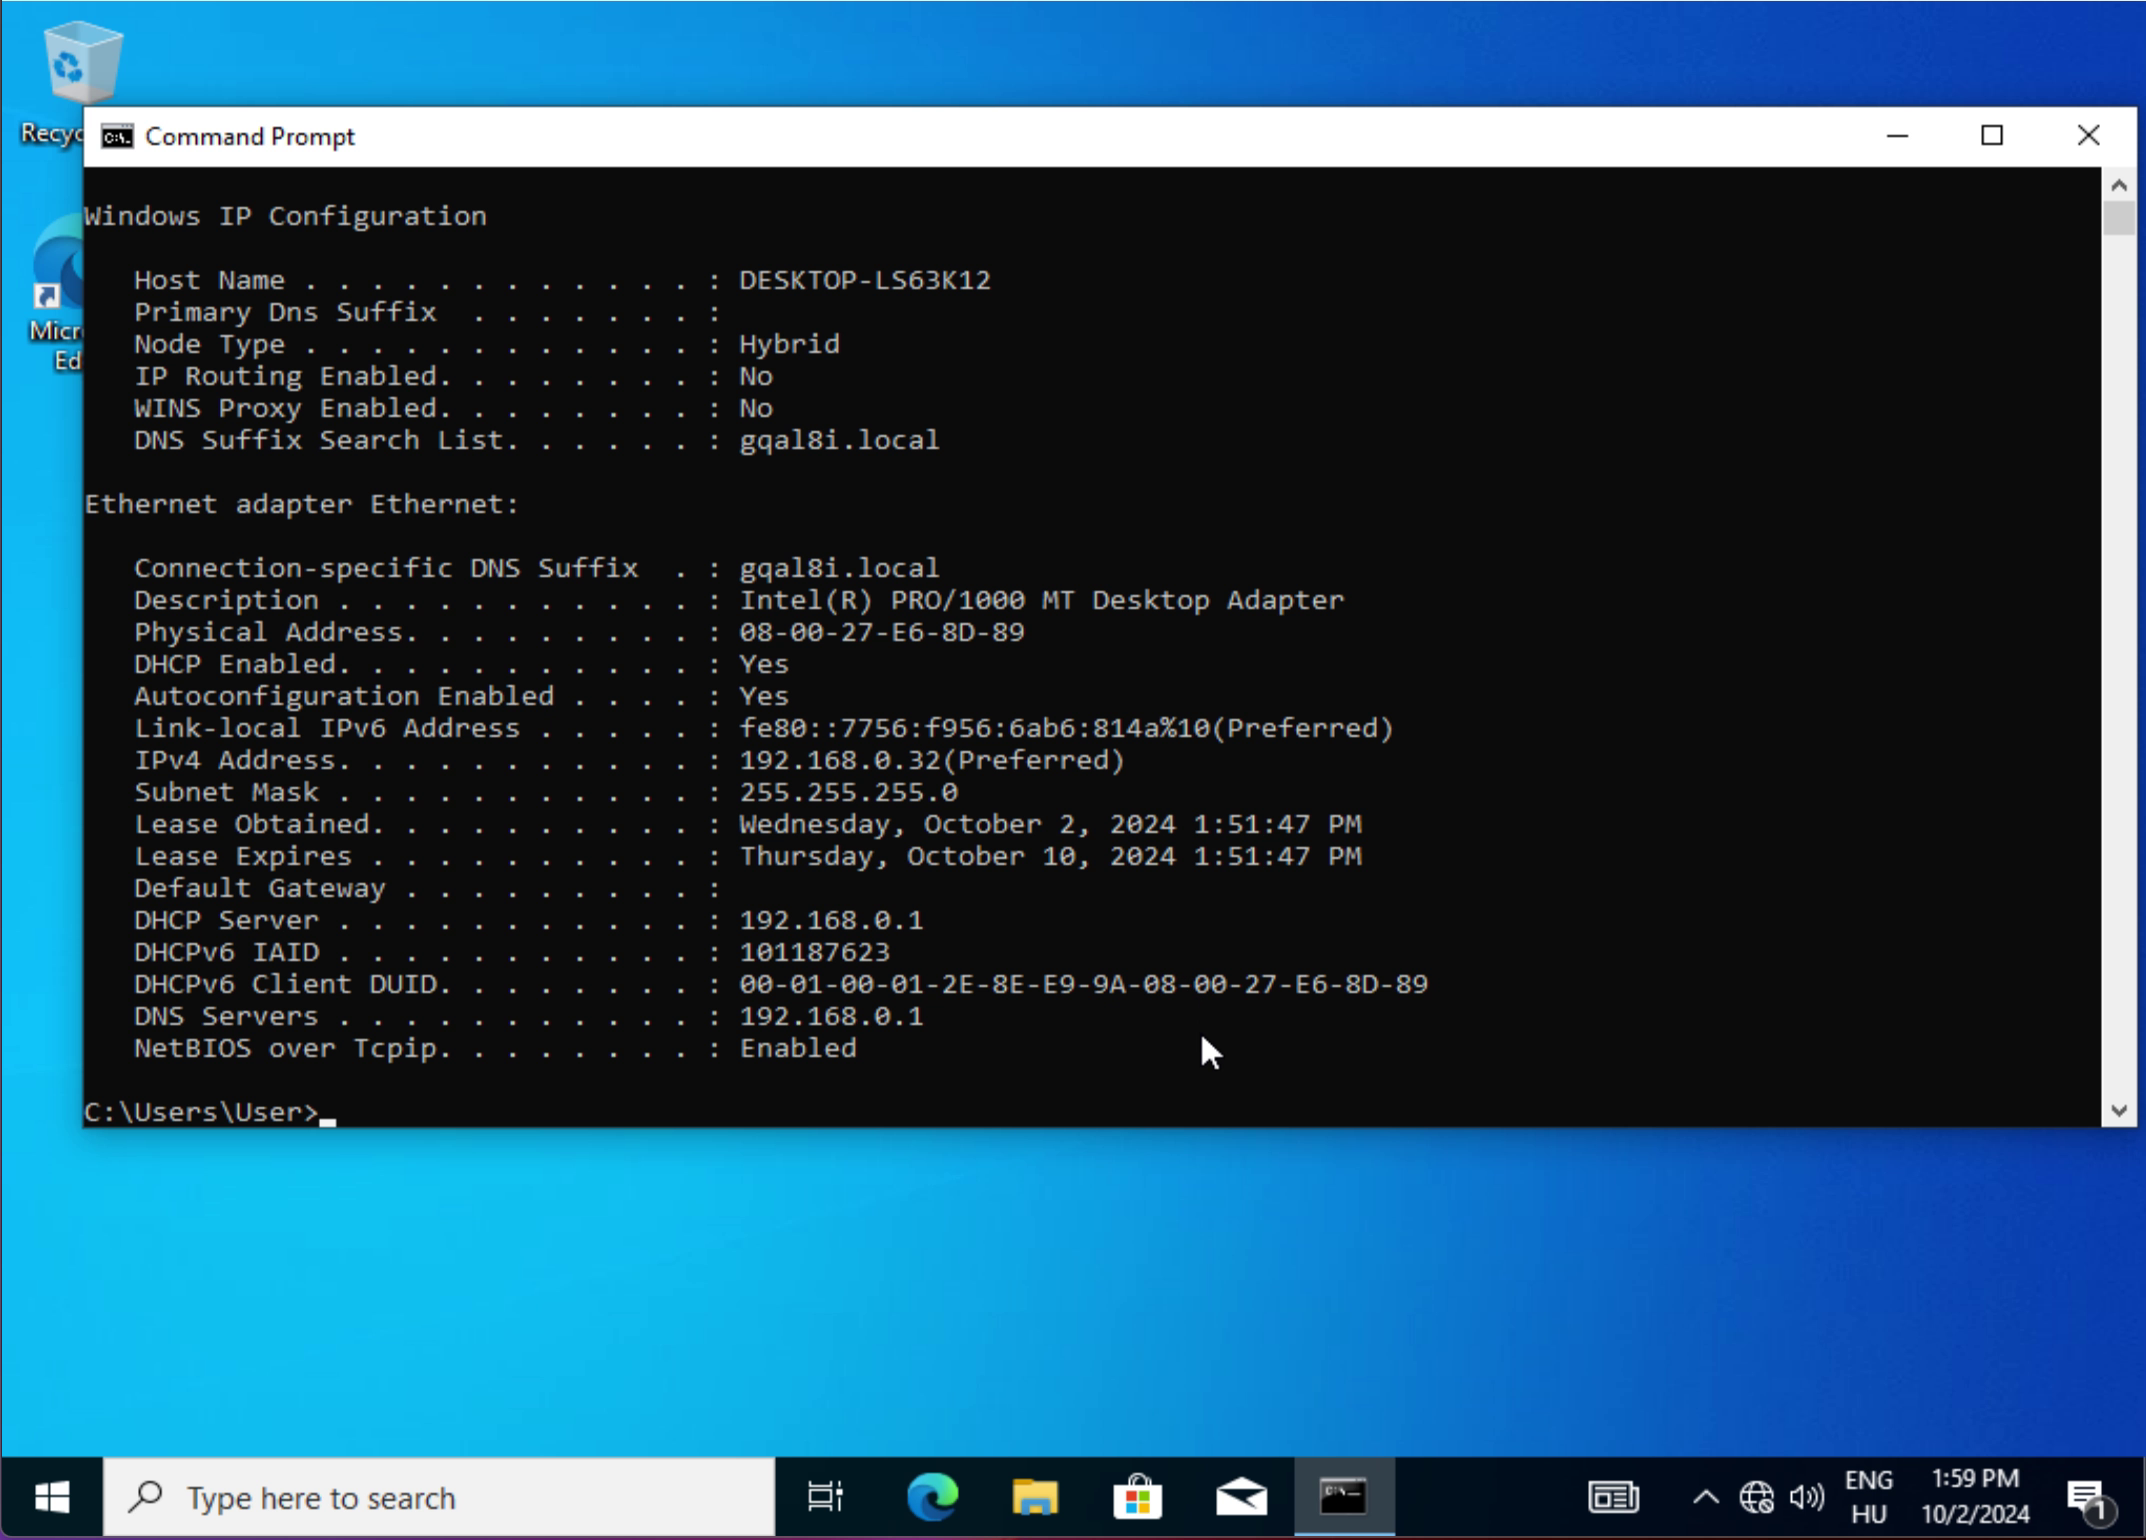 Recyc
Command Prompt
Windows IP Configuration
Host Name . . . . . . . . . . . . : DESKTOP-LS63K12
Primary Dns Suffix  . . . . . . . :
Node Type . . . . . . . . . . . . : Hybrid
IP Routing Enabled. . . . . . . . : No
WINS Proxy Enabled. . . . . . . . : No
DNS Suffix Search List. . . . . . : gqal8i.local
Micr
Ed
Ethernet adapter Ethernet:
Connection-specific DNS Suffix  . : gqal8i.local
Description . . . . . . . . . . . : Intel(R) PRO/1000 MT Desktop Adapter
Physical Address. . . . . . . . . : 08-00-27-E6-8D-89
DHCP Enabled. . . . . . . . . . . : Yes
Autoconfiguration Enabled . . . . : Yes
Link-local IPv6 Address . . . . . : fe80::7756:f956:6ab6:814a%10(Preferred)
IPv4 Address. . . . . . . . . . . : 192.168.0.32(Preferred)
Subnet Mask . . . . . . . . . . . : 255.255.255.0
Lease Obtained. . . . . . . . . . : Wednesday, October 2, 2024 1:51:47 PM
Lease Expires . . . . . . . . . . : Thursday, October 10, 2024 1:51:47 PM
Default Gateway . . . . . . . . . :
DHCP Server . . . . . . . . . . . : 192.168.0.1
DHCPv6 IAID . . . . . . . . . . . : 101187623
DHCPv6 Client DUID. . . . . . . . : 00-01-00-01-2E-8E-E9-9A-08-00-27-E6-8D-89
DNS Servers . . . . . . . . . . . : 192.168.0.1
NetBIOS over Tcpip. . . . . . . . : Enabled
C:\Users\User>
Type here to search
ENG
HU
1:59 PM
10/2/2024
1